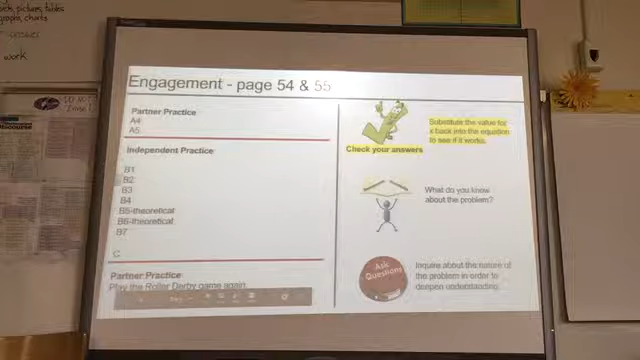 work
Engagement - page 54 & 55
Partner Practice
A4
A5
Independent Practice
B1
B2
B3
B4
B5-theoretical
B6-theoretical
B7
C
Partner Practice
Play the Roller Derby game again.
Check your answers
Substitute the value for
x back into the equation
to see if it works.
What do you know
about the problem?
Ask
Questions
Inquire about the nature of
the problem in order to
deepen understanding.